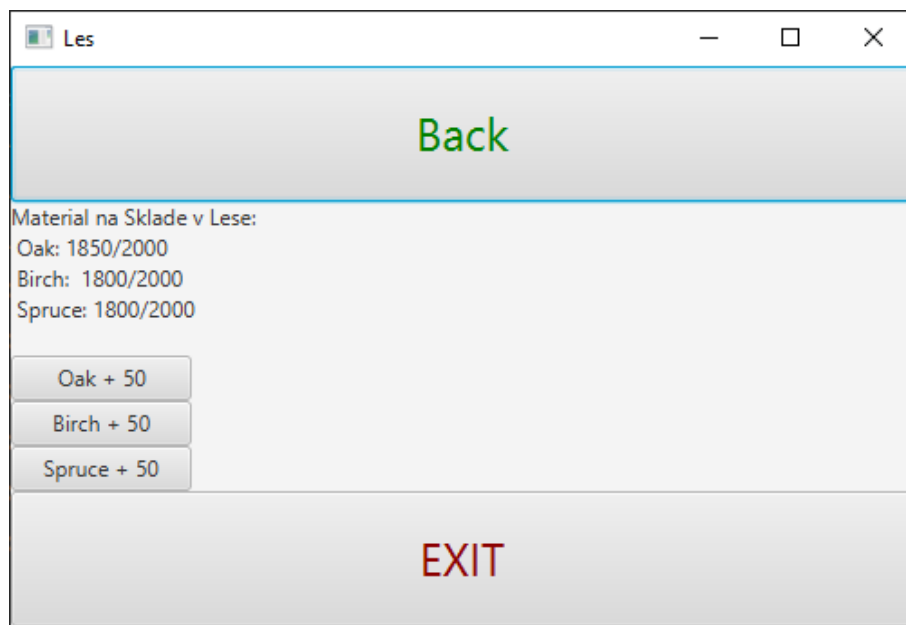 Les
Back
Material na Sklade v Lese:
Oak: 1850/2000
Birch:  1800/2000
Spruce: 1800/2000
Oak + 50
Birch + 50
Spruce + 50
EXIT